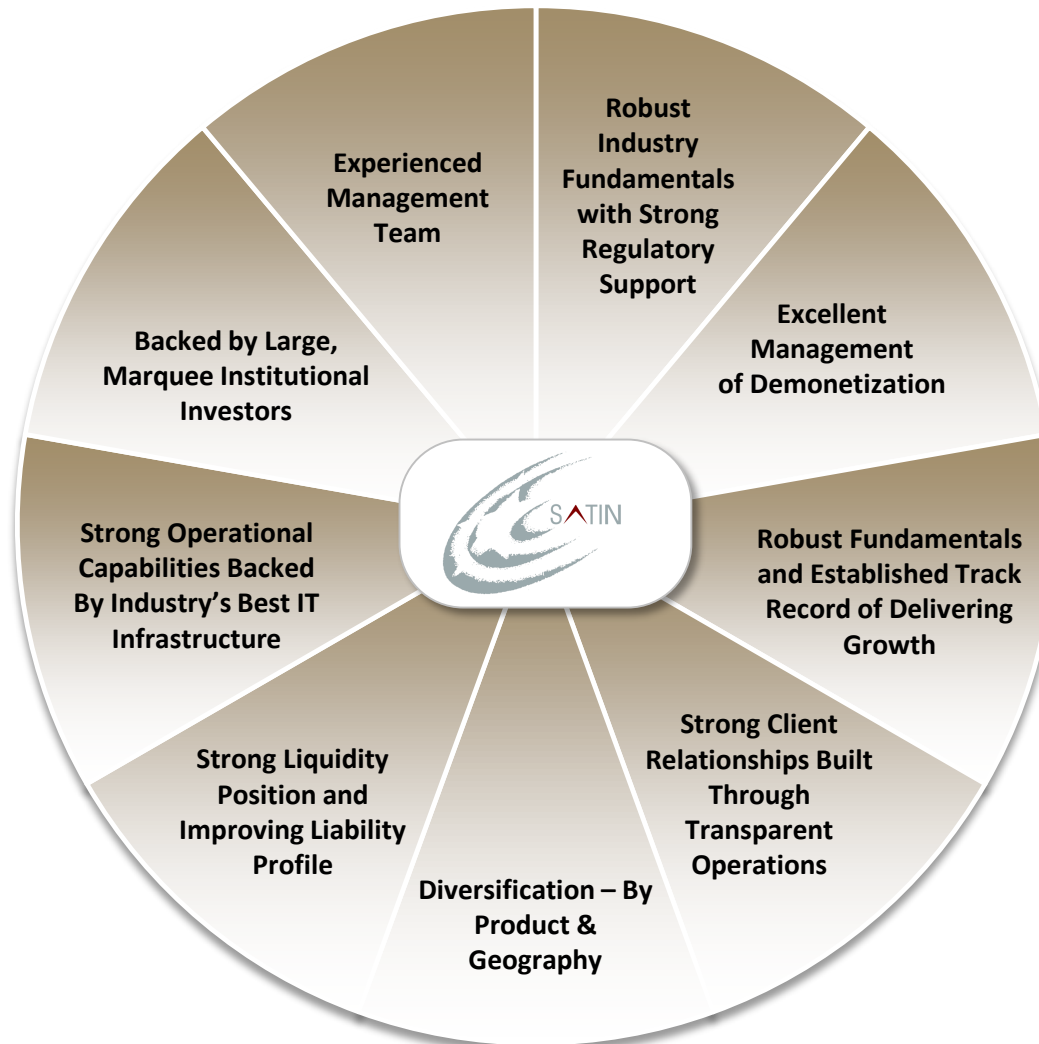 Robust
Industry
Fundamentals
with Strong
Regulatory
Support
Excellent
Management
of Demonetization
Robust Fundamentals
and Established Track
Record of Delivering
Growth
Strong Client
Relationships Built
Through
Transparent
Operations
Diversification – By
Product &
Geography
Strong Liquidity
Position and
Improving Liability
Profile
Strong Operational
Capabilities Backed
By Industry’s Best IT
Infrastructure
Backed by Large,
Marquee Institutional
Investors
Experienced
Management
Team
SATIN